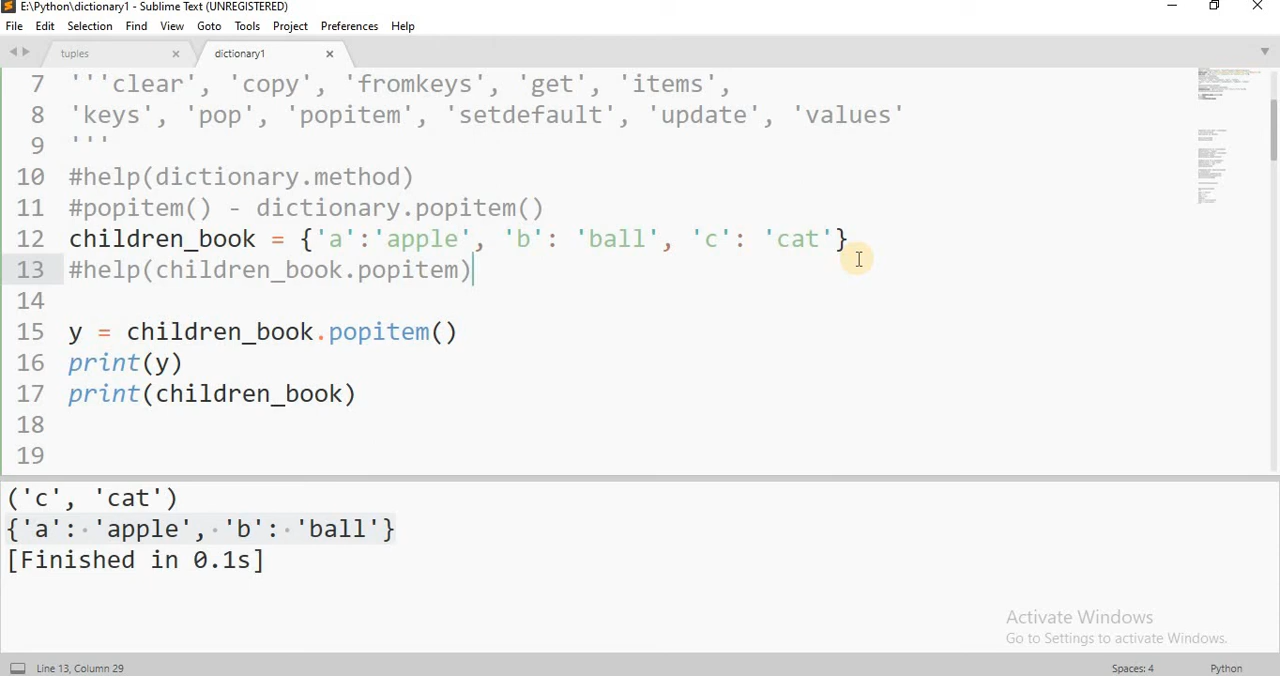 E:\Python\dictionary1 - Sublime Text (UNREGISTERED)
File Edit Selection Find View Goto Tools Project Preferences Help
tuples dictionary1
7 '''clear', 'copy', 'fromkeys', 'get', 'items',
8 'keys', 'pop', 'popitem', 'setdefault', 'update', 'values'
9 '''
10 #help(dictionary.method)
11 #popitem() - dictionary.popitem()
12 children_book = {'a':'apple', 'b': 'ball', 'c': 'cat'}
13 #help(children_book.popitem)
14
15 y = children_book.popitem()
16 print(y)
17 print(children_book)
18
19
('c', 'cat')
{'a': 'apple', 'b': 'ball'}
[Finished in 0.1s]
Activate Windows
Go to Settings to activate Windows.
Line 13, Column 29 Spaces: 4 Python